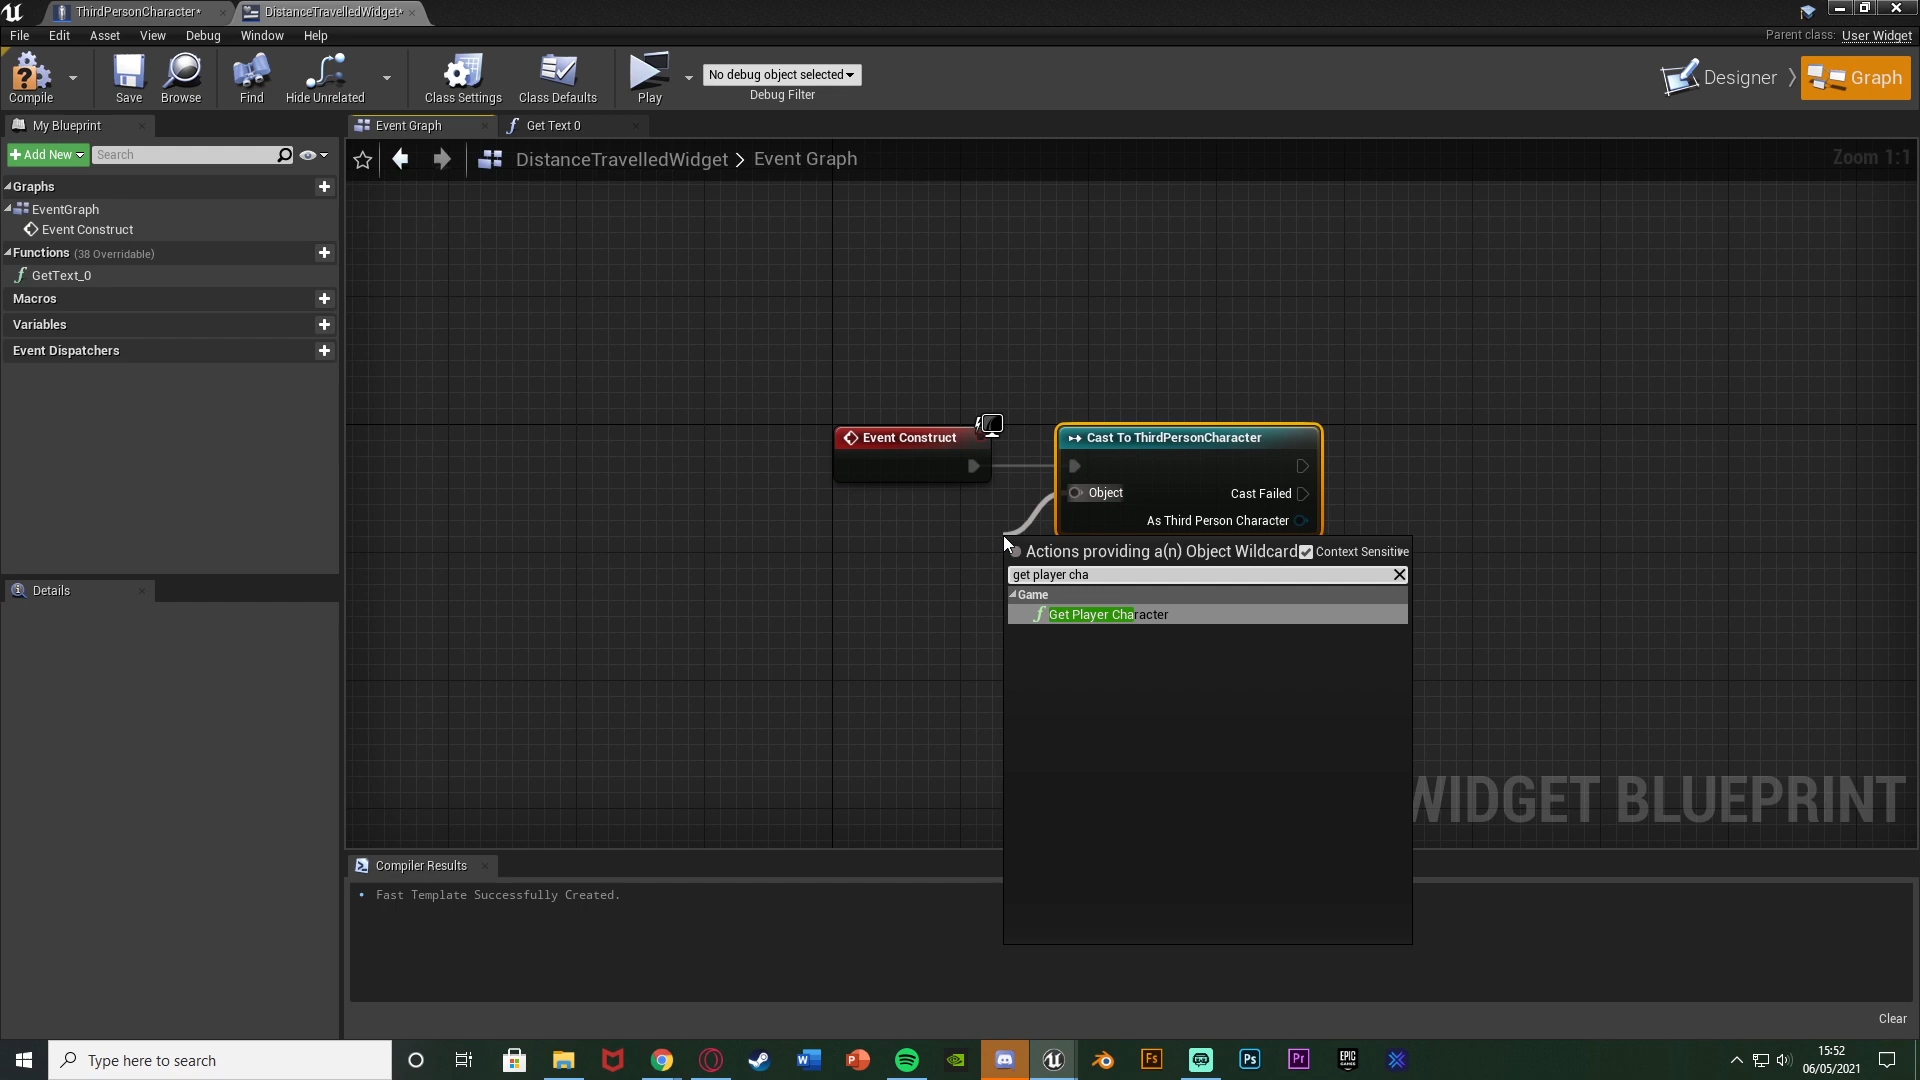 ThirdPersonCharacter*
DistanceTravelledWidget*
File Edit Asset View Debug Window Help
Parent class: User Widget
Compile
Save
Browse
Find
Hide Unrelated
Class Settings
Class Defaults
Play
No debug object selected
Debug Filter
Designer
Graph
My Blueprint
Event Graph
Get Text 0
Add New
Search
DistanceTravelledWidget > Event Graph
Zoom 1:1
Graphs
EventGraph
Event Construct
Functions (38 Overridable)
GetText_0
Macros
Variables
Event Dispatchers
Details
Event Construct
Cast To ThirdPersonCharacter
Object
Cast Failed
As Third Person Character
Actions providing a(n) Object Wildcard
Context Sensitive
get player cha
Game
Get Player Character
WIDGET BLUEPRINT
Compiler Results
• Fast Template Successfully Created.
Clear
Type here to search
15:52
06/05/2021